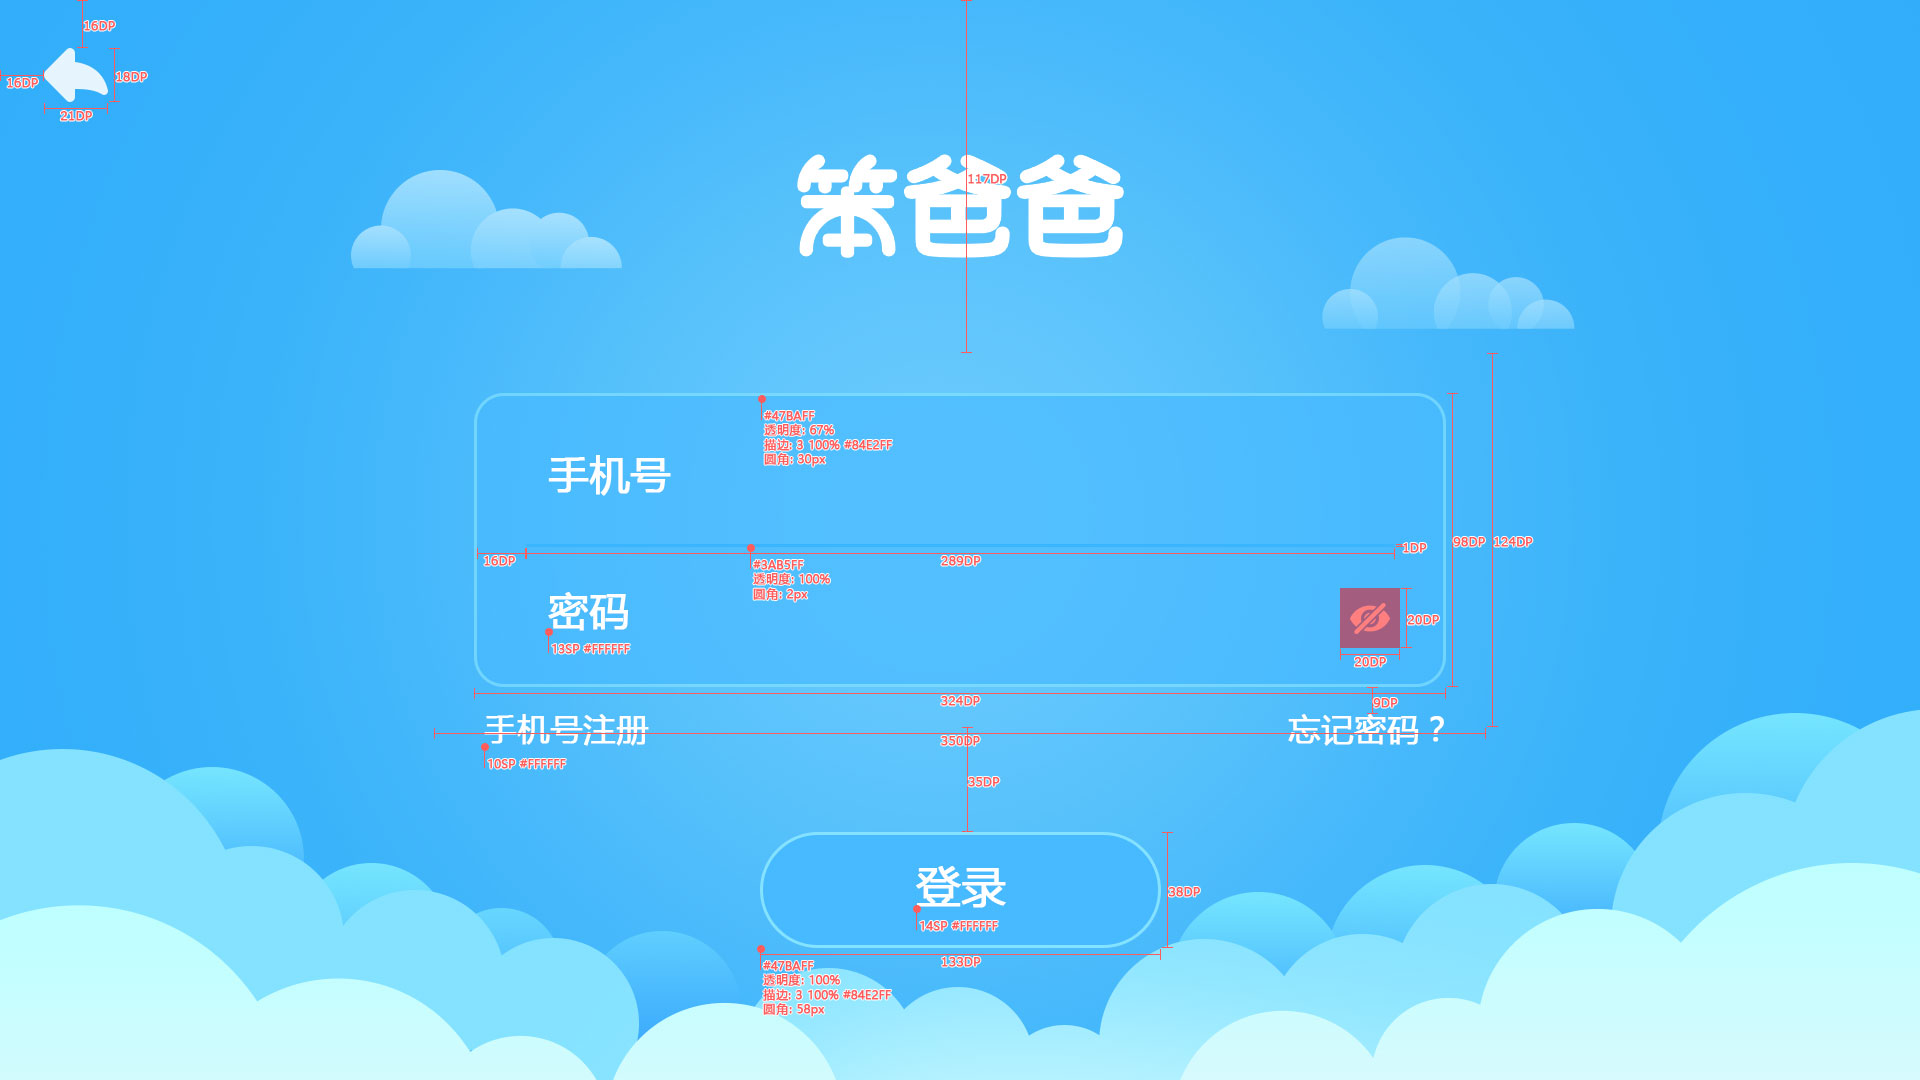 16DP
16DP
18DP
21DP
笨爸爸
117DP
#47BAFF
透明度: 67%
描边: 3 100% #84E2FF
圆角: 30px
手机号
98DP
124DP
1DP
16DP
289DP
#3AB5FF
透明度: 100%
圆角: 2px
密码
13SP #FFFFFF
20DP
20DP
324DP
9DP
手机号注册
忘记密码？
350DP
10SP #FFFFFF
35DP
登录
38DP
14SP #FFFFFF
133DP
#47BAFF
透明度: 100%
描边: 3 100% #84E2FF
圆角: 58px